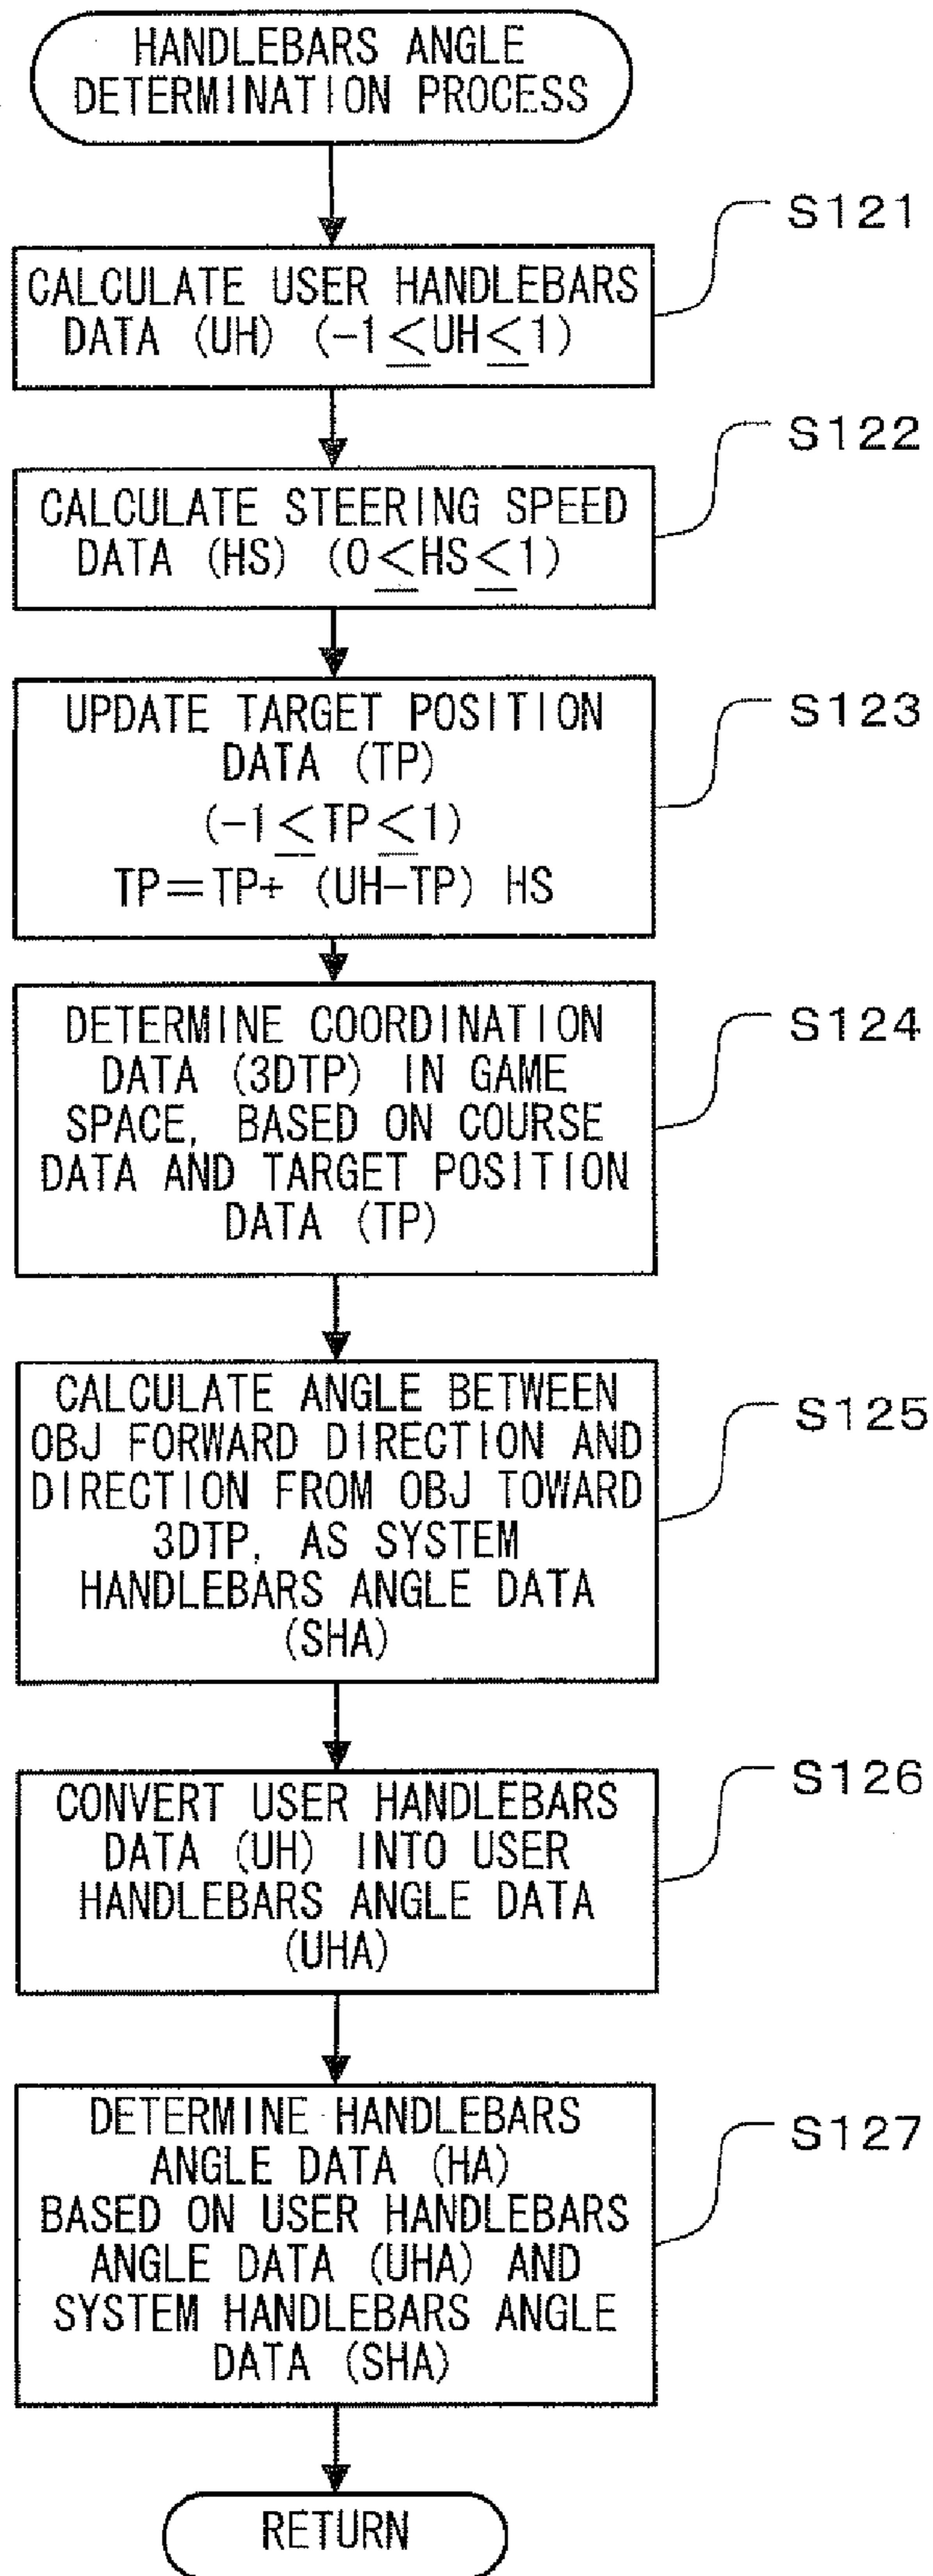 HANDLEBARS ANGLE
DETERMINATION PROCESS
S121
CALCULATE USER HANDLEBARS
DATA (UH) (-1≤UH≤1)
S122
CALCULATE STEERING SPEED
DATA (HS) (0≤HS≤1)
S123
UPDATE TARGET POSITION
DATA (TP)
(-1≤TP≤1)
TP=TP+ (UH-TP) HS
S124
DETERMINE COORDINATION
DATA (3DTP) IN GAME
SPACE, BASED ON COURSE
DATA AND TARGET POSITION
DATA (TP)
S125
CALCULATE ANGLE BETWEEN
OBJ FORWARD DIRECTION AND
DIRECTION FROM OBJ TOWARD
3DTP, AS SYSTEM
HANDLEBARS ANGLE DATA
(SHA)
S126
CONVERT USER HANDLEBARS
DATA (UH) INTO USER
HANDLEBARS ANGLE DATA
(UHA)
S127
DETERMINE HANDLEBARS
ANGLE DATA (HA)
BASED ON USER HANDLEBARS
ANGLE DATA (UHA) AND
SYSTEM HANDLEBARS ANGLE
DATA (SHA)
RETURN